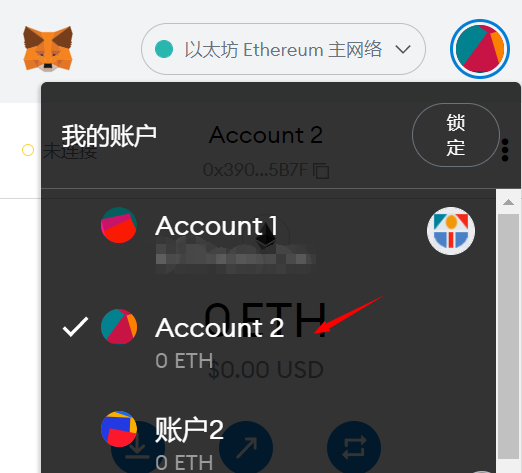 以太坊 Ethereum 主网络
我的账户
锁定
未连接
Account 2
0x390...5B7F
Account 1
0 ETH
Account 2
0 ETH
$0.00 USD
账户2
0 ETH